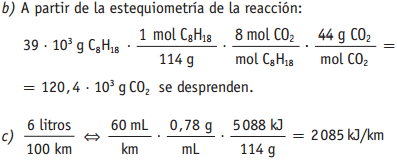 b) A partir de la estequiometría de la reacción:
39 · 10³ g C₈H₁₈ · 1 mol C₈H₁₈ / 114 g · 8 mol CO₂ / mol C₈H₁₈ · 44 g CO₂ / mol CO₂ =
= 120,4 · 10³ g CO₂ se desprenden.
c) 6 litros / 100 km ⇔ 60 mL / km · 0,78 g / mL · 5 088 kJ / 114 g = 2 085 kJ/km